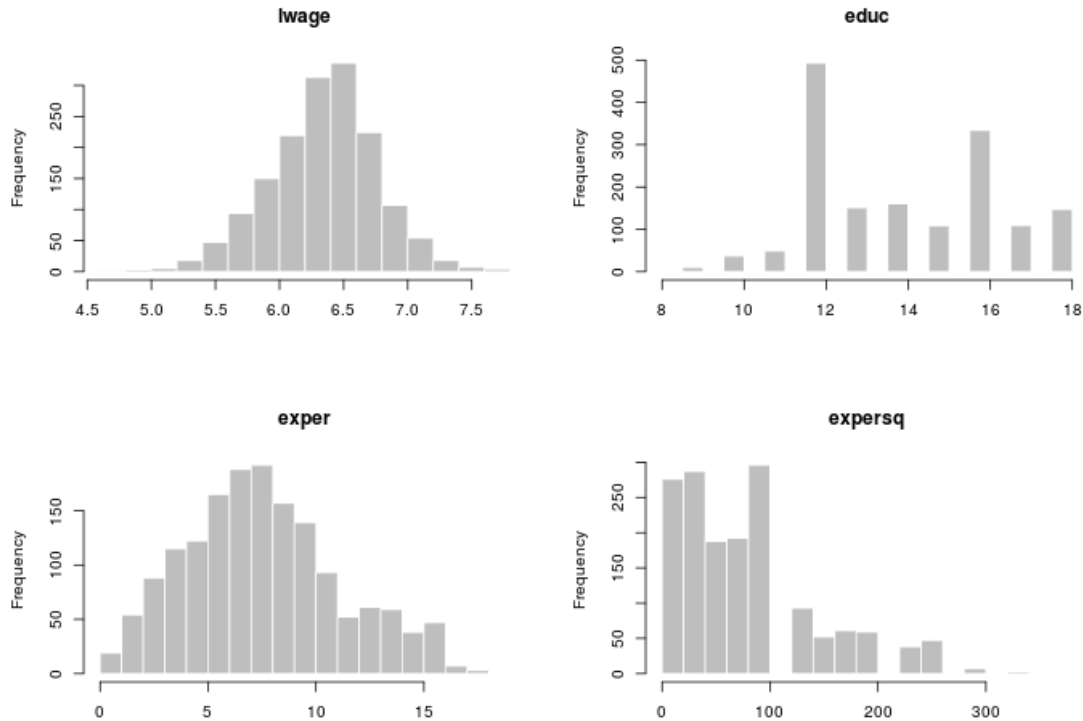 lwage
Frequency
0
50
150
250
4.5 5.0 5.5 6.0 6.5 7.0 7.5
educ
Frequency
0 100 200 300 400 500
8 10 12 14 16 18
exper
Frequency
0 50 100 150
0 5 10 15
expersq
Frequency
0 50 150 250
0 100 200 300